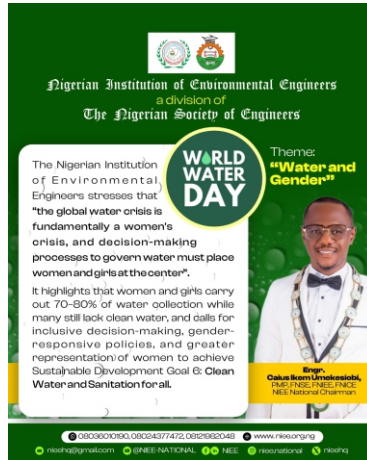 Nigerian Institution of Environmental Engineers
a division of
The Nigerian Society of Engineers
WORLD
WATER
DAY
Theme:
"Water and
Gender"
The Nigerian Institution
of Environmental
Engineers stresses that
"the global water crisis is
fundamentally a women's
crisis, and decision-making
processes to govern water must place
women and girls at the center".
It highlights that women and girls carry
out 70-80% of water collection while
many still lack clean water, and calls for
inclusive decision-making, gender-
responsive policies, and greater
representation of women to achieve
Sustainable Development Goal 6: Clean
Water and Sanitation for all.
Engr.
Caius Ikem Umekesiobi,
PMP, FNSE, FNIEE, FNICE
NIEE National Chairman
08036010190, 08024377472, 08121962048 www.niee.org.ng
nieehq@gmail.com @NIEE-NATIONAL NIEE niee.national nieehq